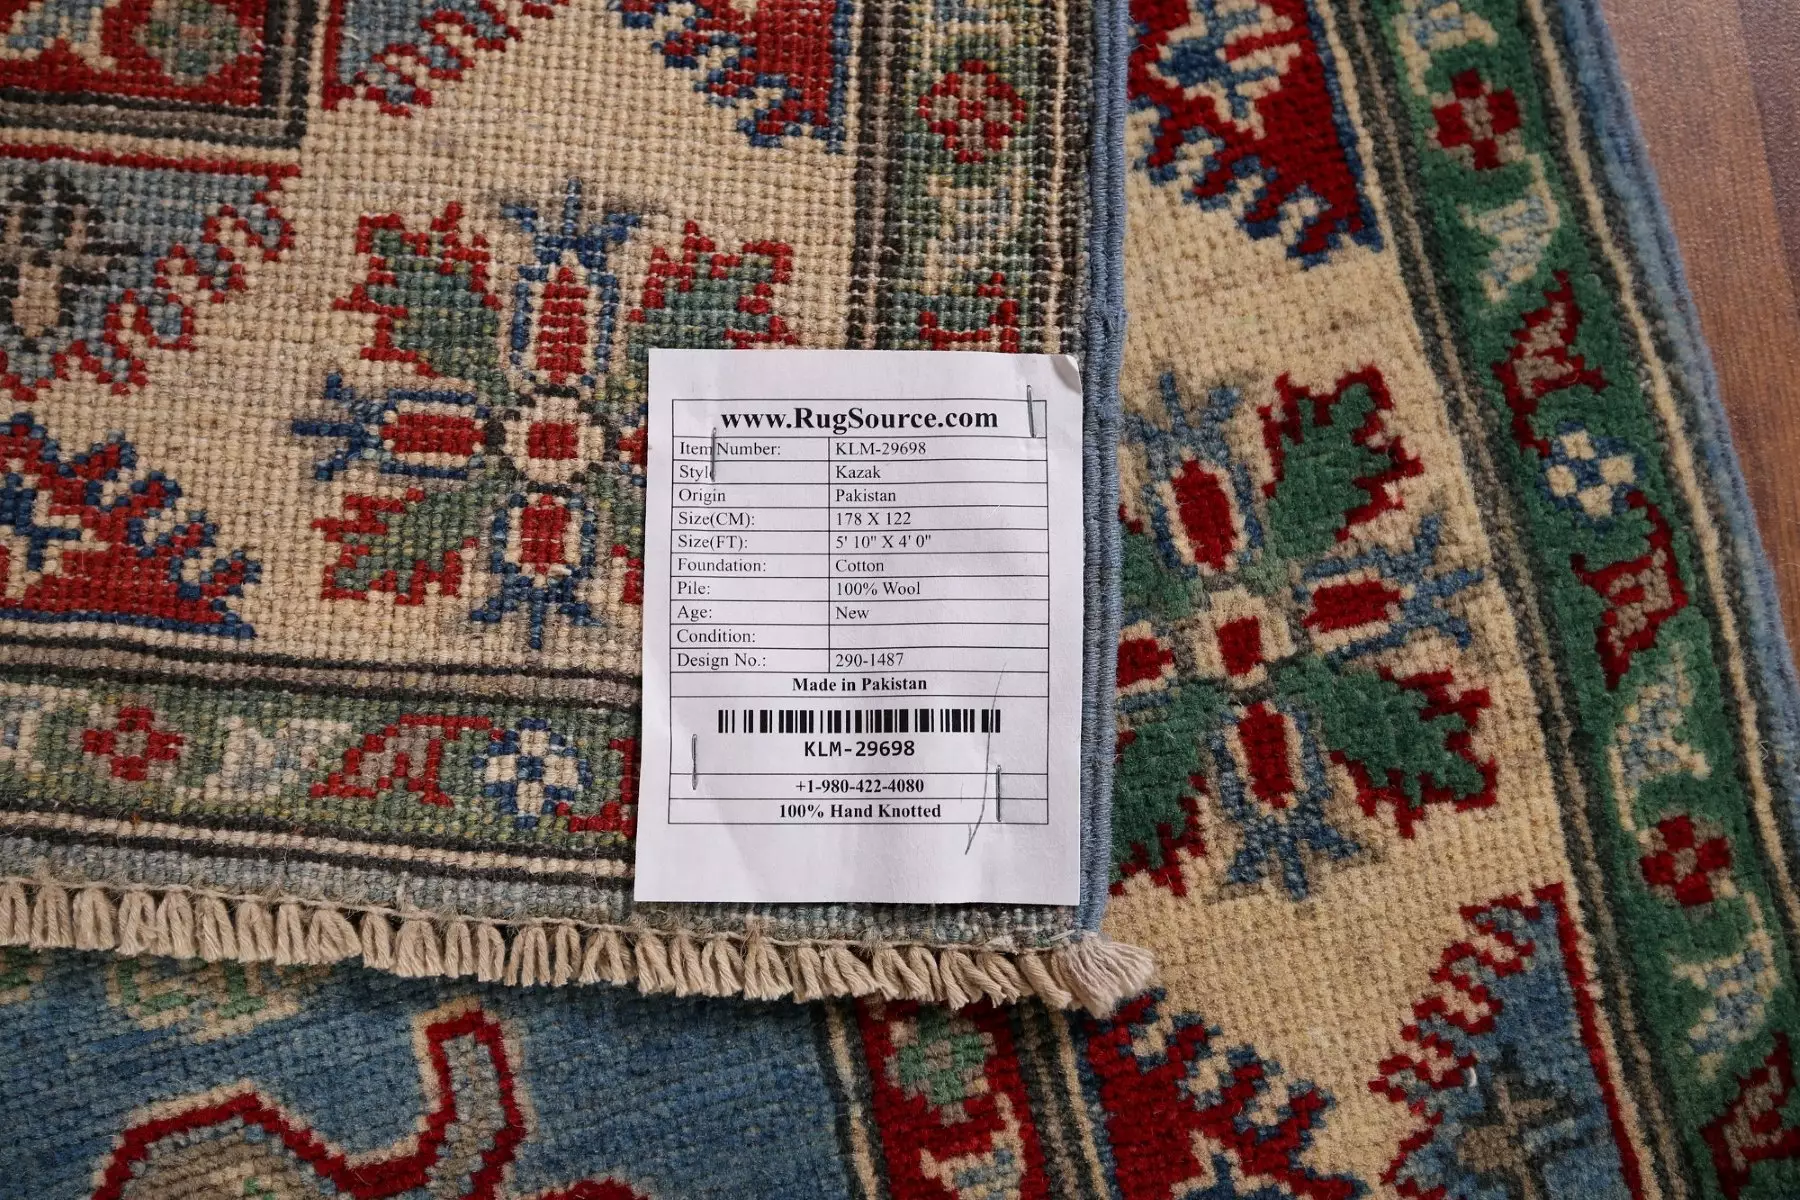 www.RugSource.com
Item Number: KLM-29698
Style Kazak
Origin Pakistan
Size(CM): 178 X 122
Size(FT): 5' 10" X 4' 0"
Foundation: Cotton
Pile: 100% Wool
Age: New
Condition:
Design No.: 290-1487
Made in Pakistan
KLM-29698
+1-980-422-4080
100% Hand Knotted